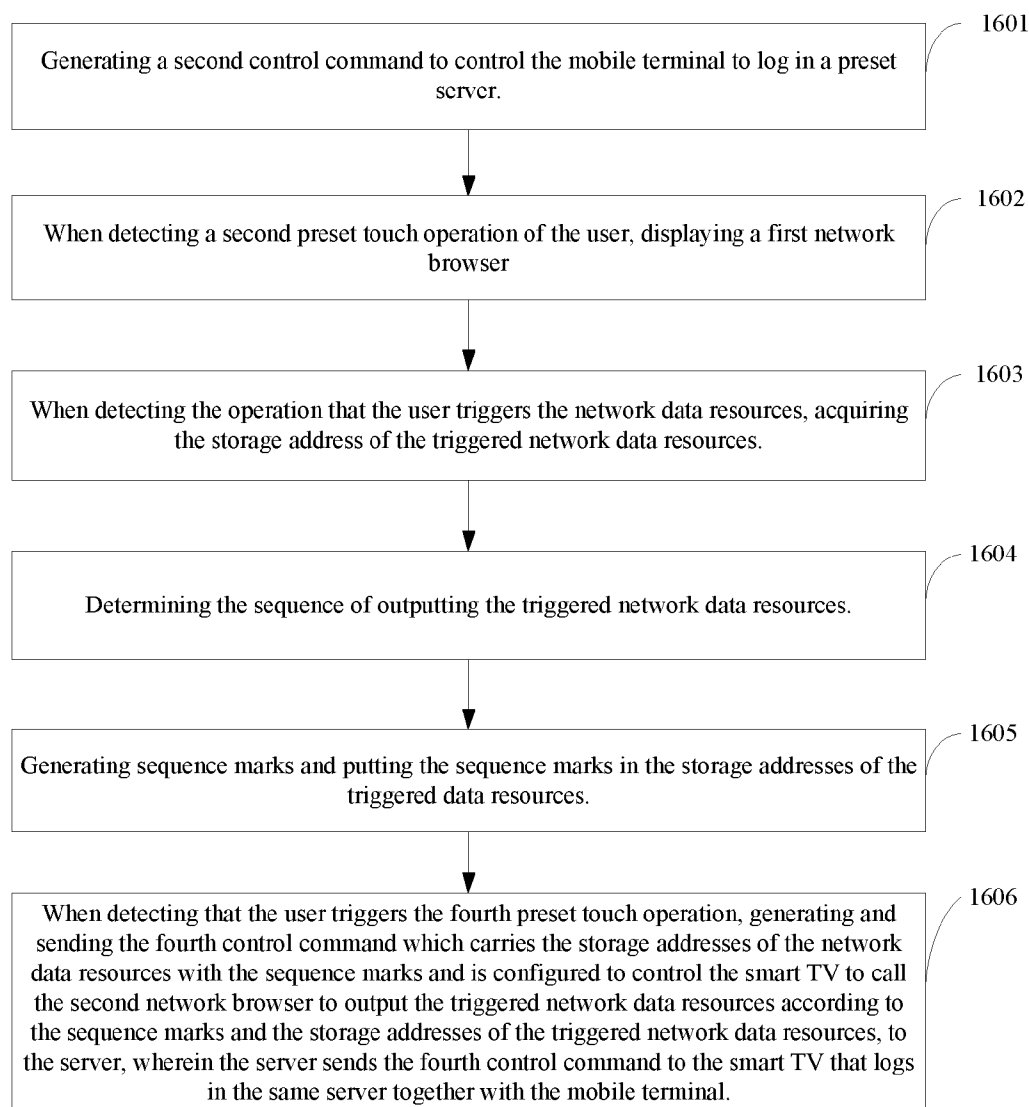 1601
Generating a second control command to control the mobile terminal to log in a preset
server.
1602
When detecting a second preset touch operation of the user, displaying a first network
browser
1603
When detecting the operation that the user triggers the network data resources, acquiring
the storage address of the triggered network data resources.
1604
Determining the sequence of outputting the triggered network data resources.
1605
Generating sequence marks and putting the sequence marks in the storage addresses of the
triggered data resources.
1606
When detecting that the user triggers the fourth preset touch operation, generating and
sending the fourth control command which carries the storage addresses of the network
data resources with the sequence marks and is configured to control the smart TV to call
the second network browser to output the triggered network data resources according to
the sequence marks and the storage addresses of the triggered network data resources, to
the server, wherein the server sends the fourth control command to the smart TV that logs
in the same server together with the mobile terminal.